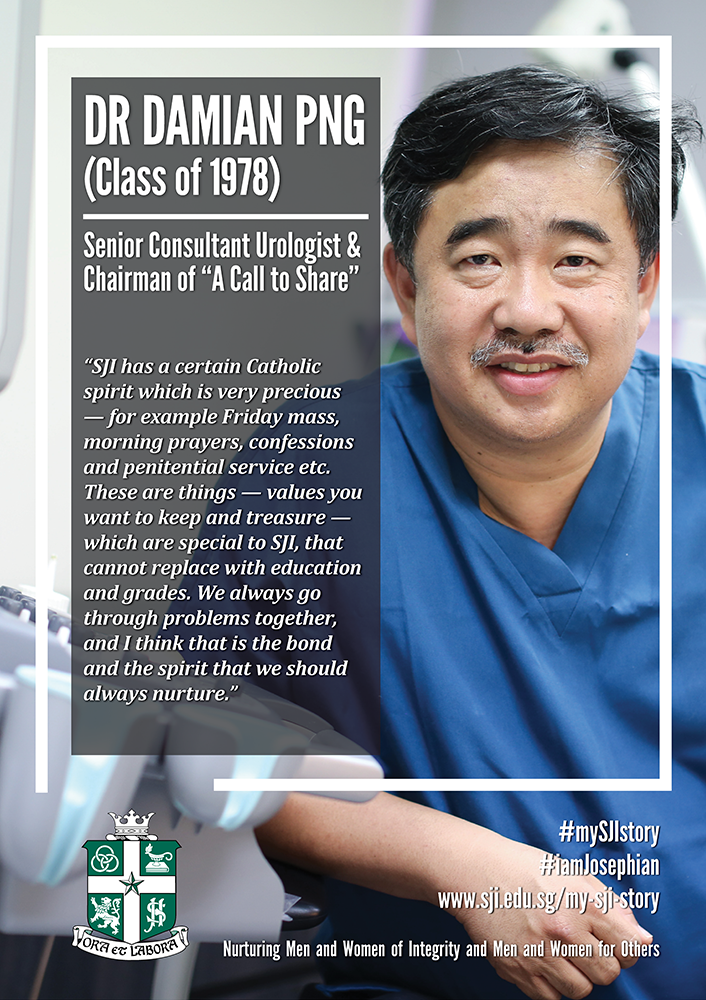 DR DAMIAN PNG
(Class of 1978)
Senior Consultant Urologist &
Chairman of “A Call to Share”
“SJI has a certain Catholic
spirit which is very precious
— for example Friday mass,
morning prayers, confessions
and penitential service etc.
These are things — values you
want to keep and treasure —
which are special to SJI, that
cannot replace with education
and grades. We always go
through problems together,
and I think that is the bond
and the spirit that we should
always nurture.”
#mySJIstory
#iamJosephian
www.sji.edu.sg/my-sji-story
ORA ET LABORA
Nurturing Men and Women of Integrity and Men and Women for Others